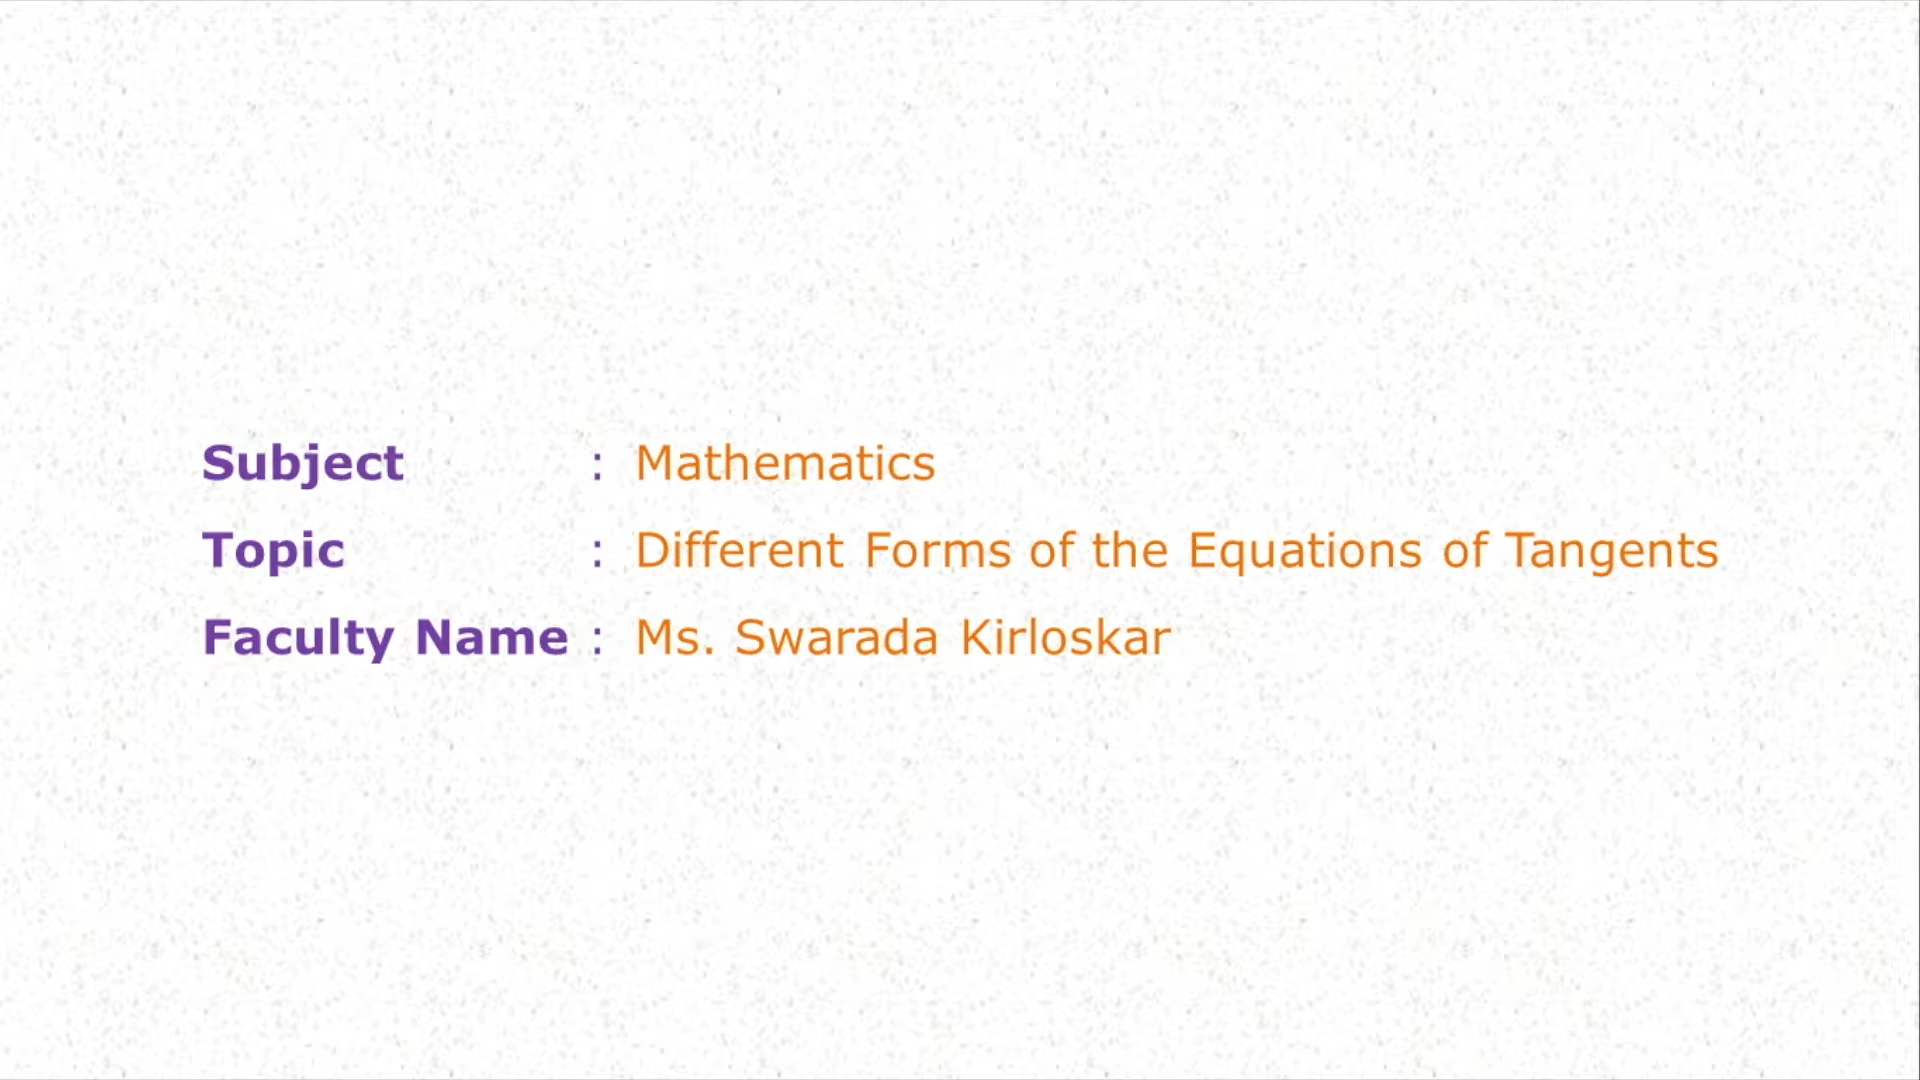 Subject : Mathematics
Topic : Different Forms of the Equations of Tangents
Faculty Name : Ms. Swarada Kirloskar